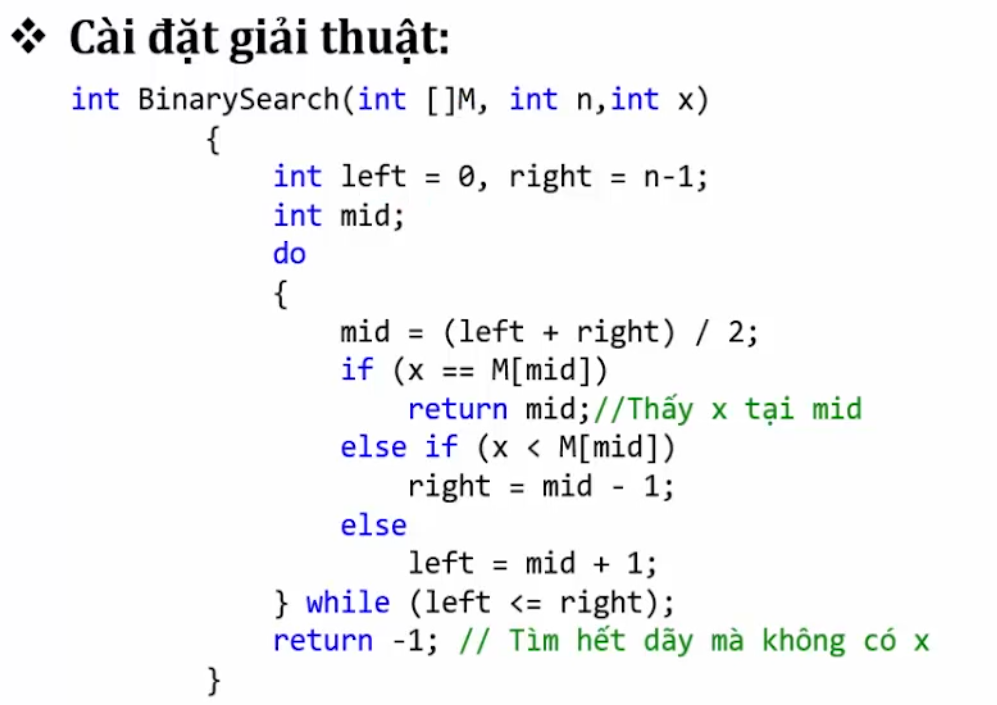 ❖ Cài đặt giải thuật:
int BinarySearch(int []M, int n,int x)
{
int left = 0, right = n-1;
int mid;
do
{
mid = (left + right) / 2;
if (x == M[mid])
return mid;//Thấy x tại mid
else if (x < M[mid])
right = mid - 1;
else
left = mid + 1;
} while (left <= right);
return -1; // Tìm hết dãy mà không có x
}